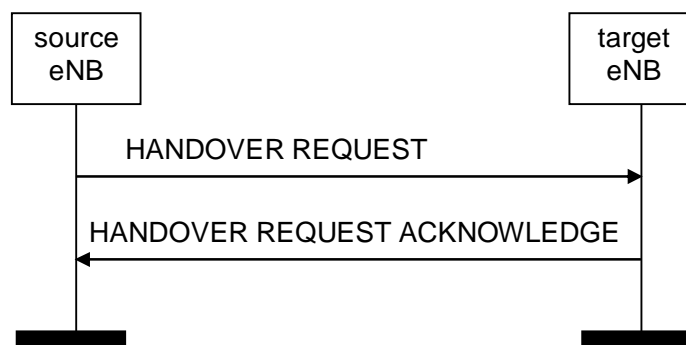 source
eNB
target
eNB
HANDOVER REQUEST
HANDOVER REQUEST ACKNOWLEDGE